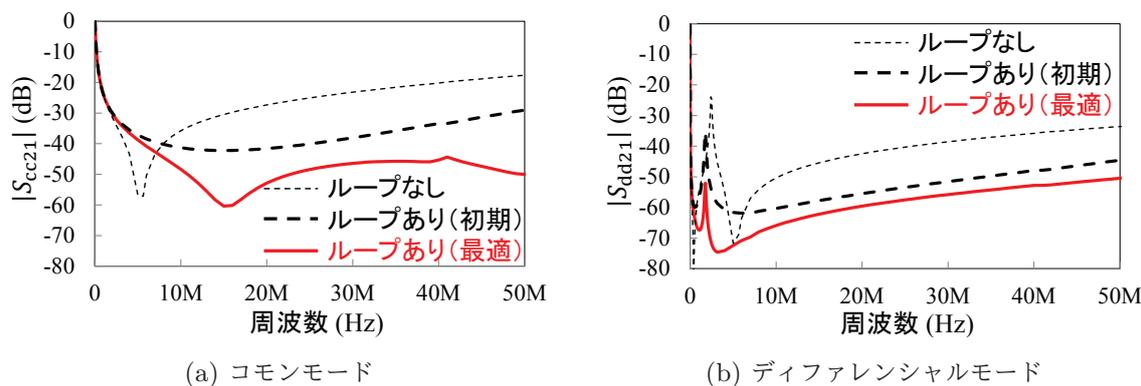 0
-10
-20
-30
-40
-50
-60
-70
-80
|Scc21| (dB)
ループなし
ループあり(初期)
ループあり(最適)
0 10M 20M 30M 40M 50M
周波数 (Hz)
(a) コモンモード
0
-10
-20
-30
-40
-50
-60
-70
-80
|Sdd21| (dB)
ループなし
ループあり(初期)
ループあり(最適)
0 10M 20M 30M 40M 50M
周波数 (Hz)
(b) ディファレンシャルモード